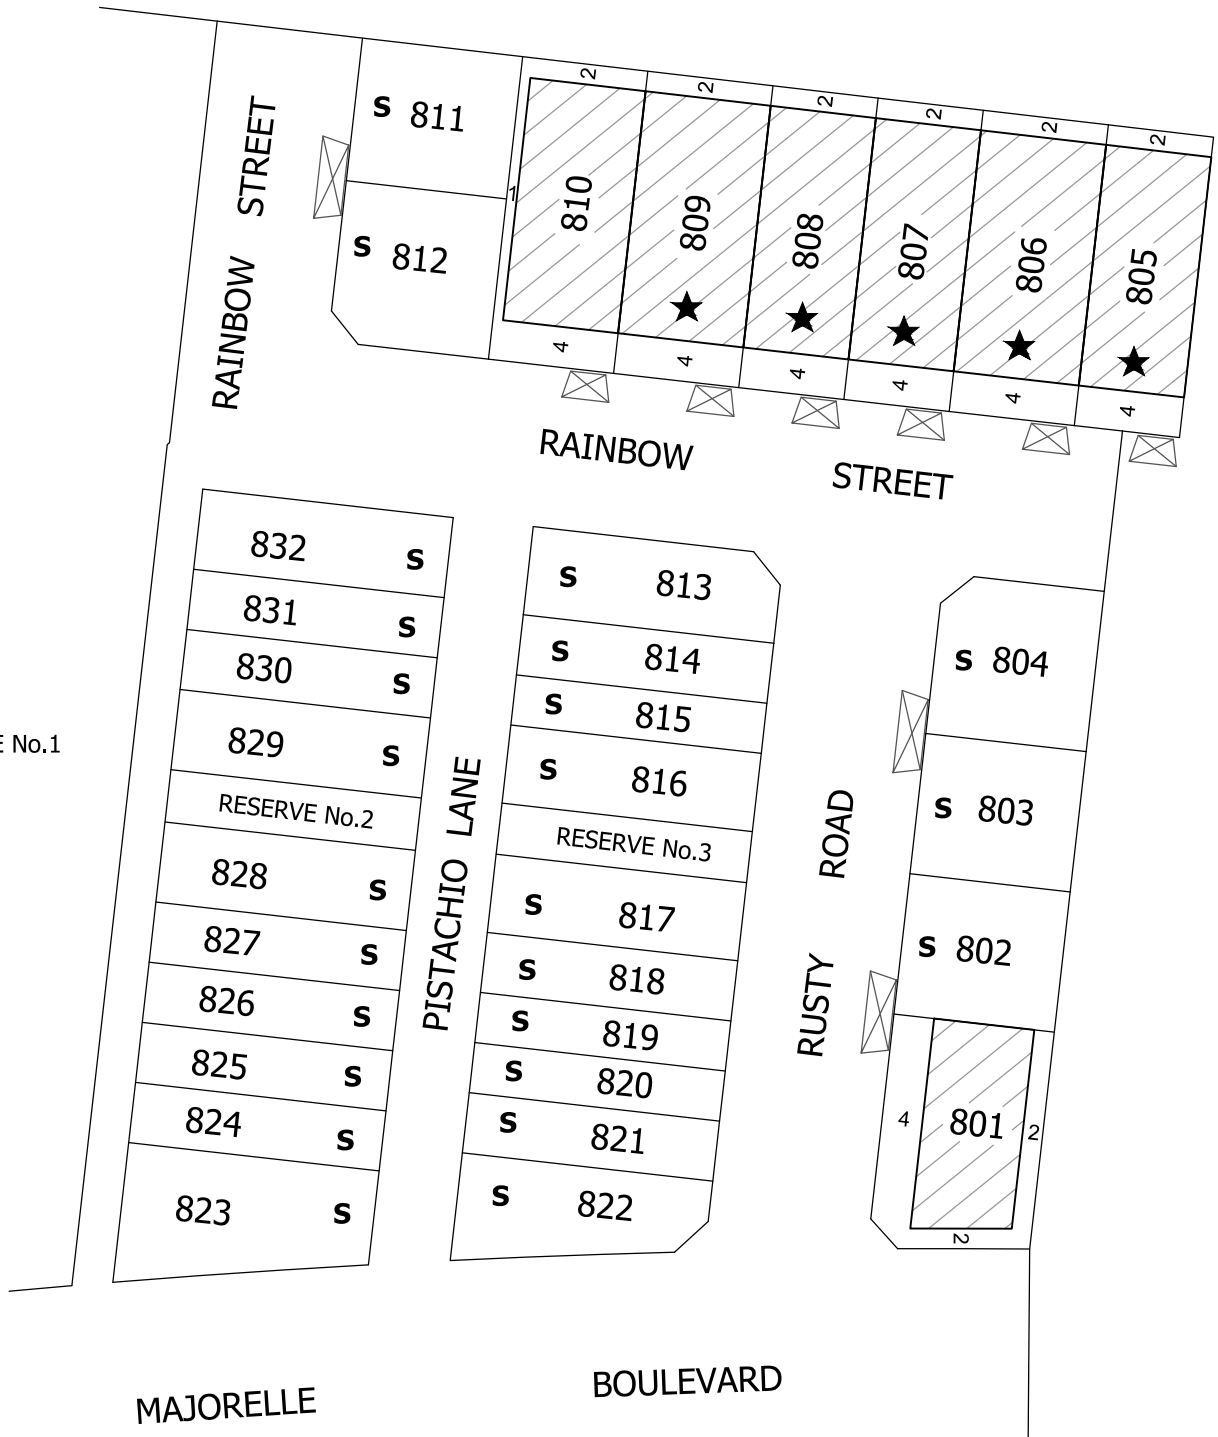 2 2 2 2 2 2
S 811
1 810 809 808 807 806 805
S 812
RAINBOW STREET
4 4 4 4 4 4
RAINBOW STREET
832 S
831 S
830 S
829 S
RESERVE No.2
828 S
827 S
826 S
825 S
824 S
823 S
No.1
PISTACHIO LANE
S 813
S 814
S 815
S 816
RESERVE No.3
S 817
S 818
S 819
S 820
S 821
S 822
RUSTY ROAD
S 804
S 803
S 802
4 801 2
2
MAJORELLE BOULEVARD